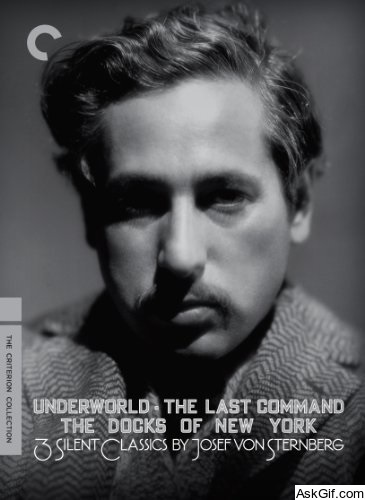 THE CRITERION COLLECTION
UNDERWORLD · THE LAST COMMAND
THE DOCKS OF NEW YORK
3 SILENT CLASSICS BY JOSEF VON STERNBERG
AskGif.com